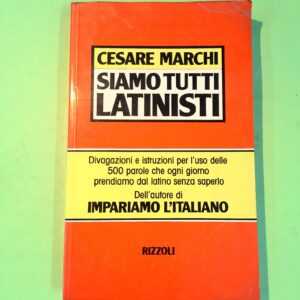 CESARE MARCHI
SIAMO TUTTI
LATINISTI
Divagazioni e istruzioni per l'uso delle
500 parole che ogni giorno
prendiamo dal latino senza saperlo
Dell'autore di
IMPARIAMO L'ITALIANO
RIZZOLI